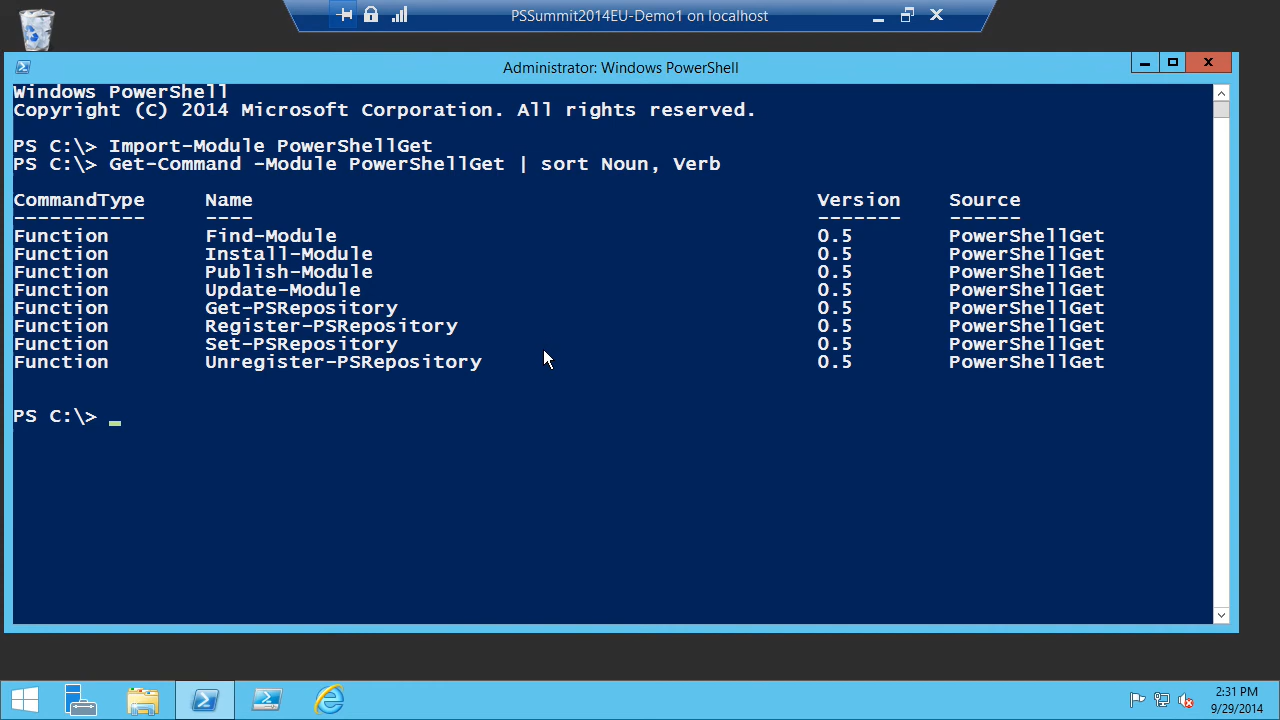 PSSummit2014EU-Demo1 on localhost
Administrator: Windows PowerShell
Windows PowerShell
Copyright (C) 2014 Microsoft Corporation. All rights reserved.
PS C:\> Import-Module PowerShellGet
PS C:\> Get-Command -Module PowerShellGet | sort Noun, Verb
CommandType Name Version Source
----------- ---- ------- ------
Function Find-Module 0.5 PowerShellGet
Function Install-Module 0.5 PowerShellGet
Function Publish-Module 0.5 PowerShellGet
Function Update-Module 0.5 PowerShellGet
Function Get-PSRepository 0.5 PowerShellGet
Function Register-PSRepository 0.5 PowerShellGet
Function Set-PSRepository 0.5 PowerShellGet
Function Unregister-PSRepository 0.5 PowerShellGet
PS C:\> _
2:31 PM
9/29/2014